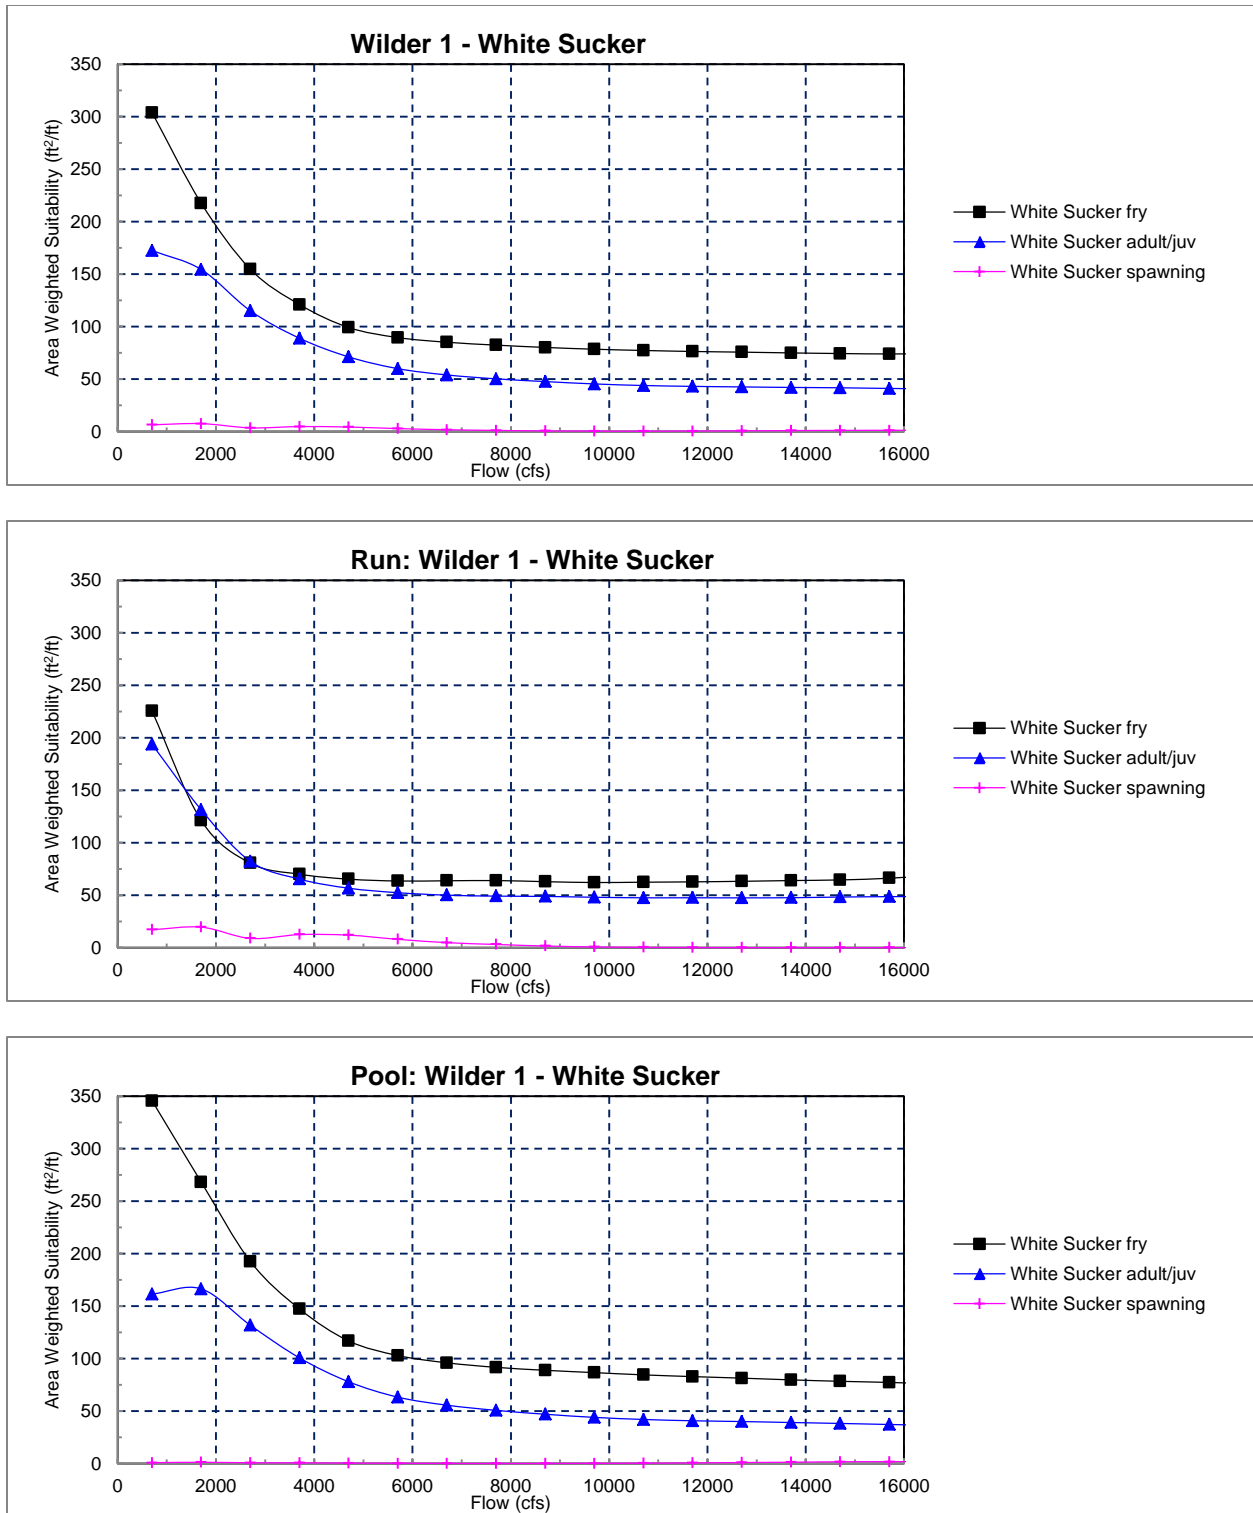 Wilder 1 - White Sucker
350
300
250
200
150
100
50
0
Area Weighted Suitability (ft²/ft)
0 2000 4000 6000 8000 10000 12000 14000 16000
Flow (cfs)
White Sucker fry
White Sucker adult/juv
White Sucker spawning
Run: Wilder 1 - White Sucker
350
300
250
200
150
100
50
0
Area Weighted Suitability (ft²/ft)
0 2000 4000 6000 8000 10000 12000 14000 16000
Flow (cfs)
White Sucker fry
White Sucker adult/juv
White Sucker spawning
Pool: Wilder 1 - White Sucker
350
300
250
200
150
100
50
0
Area Weighted Suitability (ft²/ft)
0 2000 4000 6000 8000 10000 12000 14000 16000
Flow (cfs)
White Sucker fry
White Sucker adult/juv
White Sucker spawning